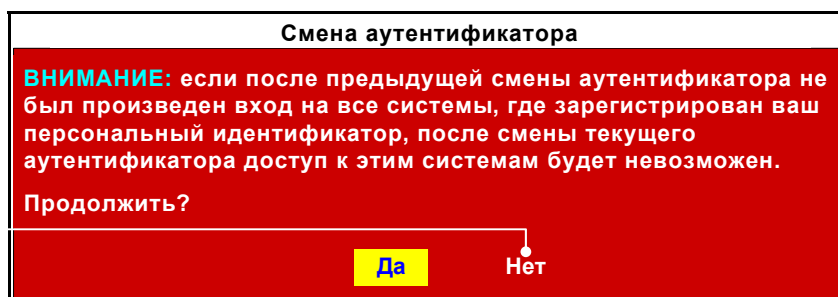 Смена аутентификатора
ВНИМАНИЕ: если после предыдущей смены аутентификатора не
был произведен вход на все системы, где зарегистрирован ваш
персональный идентификатор, после смены текущего
аутентификатора доступ к этим системам будет невозможен.
Продолжить?
Да Нет